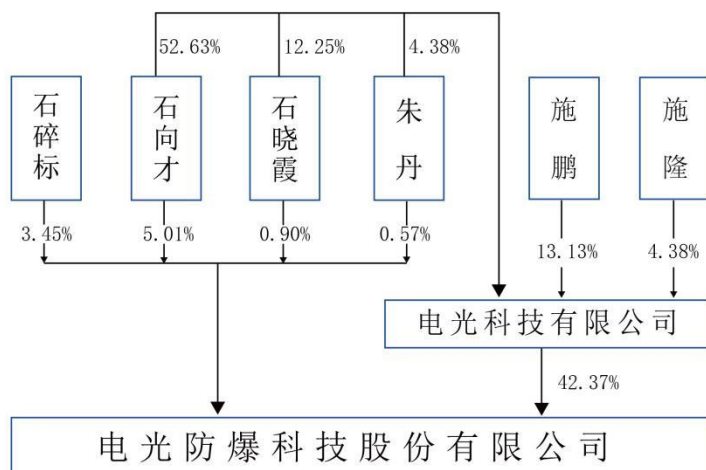 52.63% 12.25% 4.38%
石碎标
石向才
石晓霞
朱丹
施鹏
施隆
3.45% 5.01% 0.90% 0.57%
13.13% 4.38%
电光科技有限公司
42.37%
电光防爆科技股份有限公司